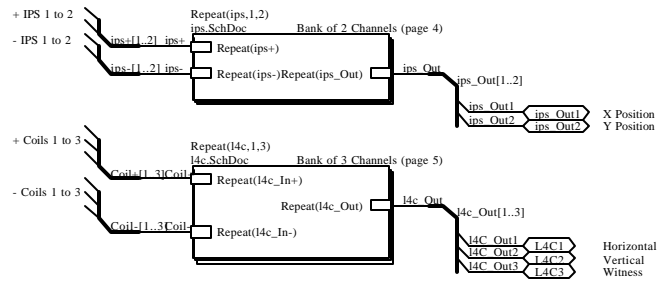 + IPS 1 to 2
- IPS 1 to 2
ips+[1..2] ips+
ips-[1..2] ips-
Repeat(ips,1,2)
ips.SchDoc Bank of 2 Channels (page 4)
Repeat(ips+)
Repeat(ips-)Repeat(ips_Out)
ips_Out
ips_Out[1..2]
ips_Out1 ips_Out1 X Position
ips_Out2 ips_Out2 Y Position
+ Coils 1 to 3
- Coils 1 to 3
Coil+[1..3]Coil+
Coil-[1..3]Coil-
Repeat(l4c,1,3)
l4c.SchDoc Bank of 3 Channels (page 5)
Repeat(l4c_In+)
Repeat(l4c_Out)
Repeat(l4c_In-)
l4c_Out
l4c_Out[1..3]
l4C_Out1 L4C1 Horizontal
l4C_Out2 L4C2 Vertical
l4C_Out3 L4C3 Witness